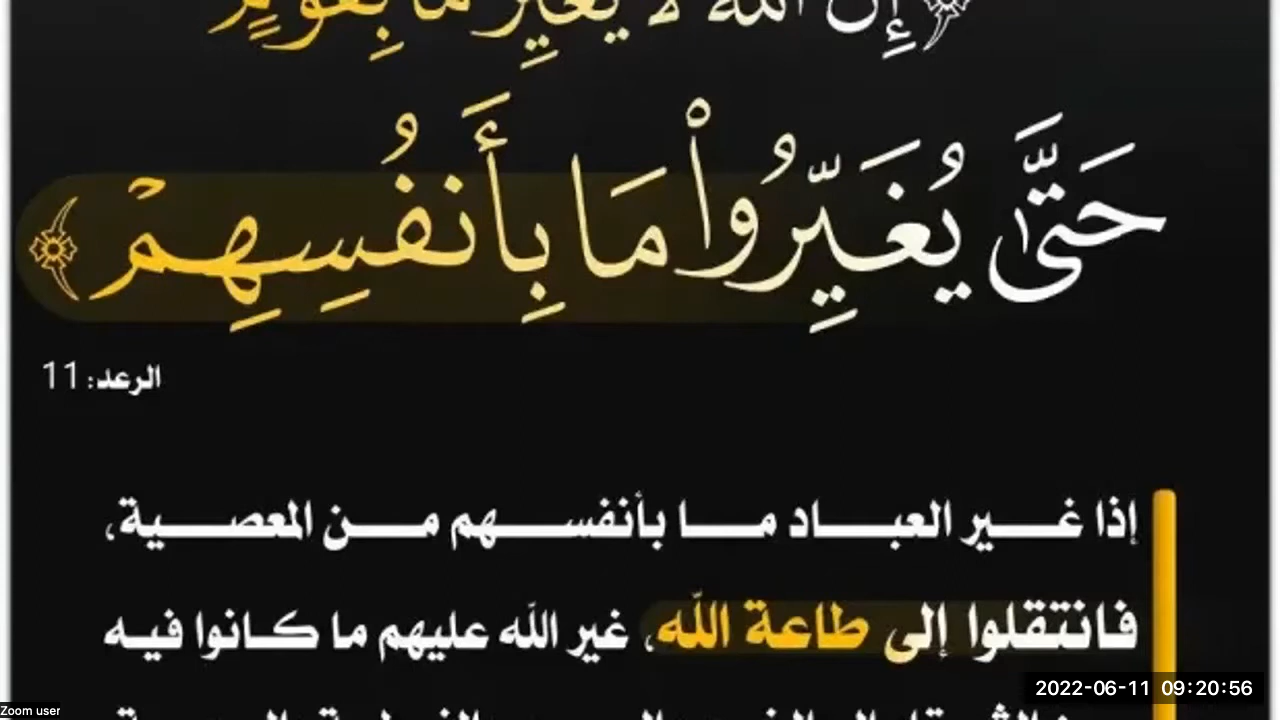 ﴿إِنَّ اللَّهَ لَا يُغَيِّرُ مَا بِقَوْمٍ
حَتَّىٰ يُغَيِّرُوا۟ مَا بِأَنفُسِهِمْ﴾
الرعد: 11
إذا غير العباد ما بأنفسهم من المعصية،
فانتقلوا إلى طاعة الله، غير الله عليهم ما كانوا فيه
2022-06-11 09:20:56
Zoom user